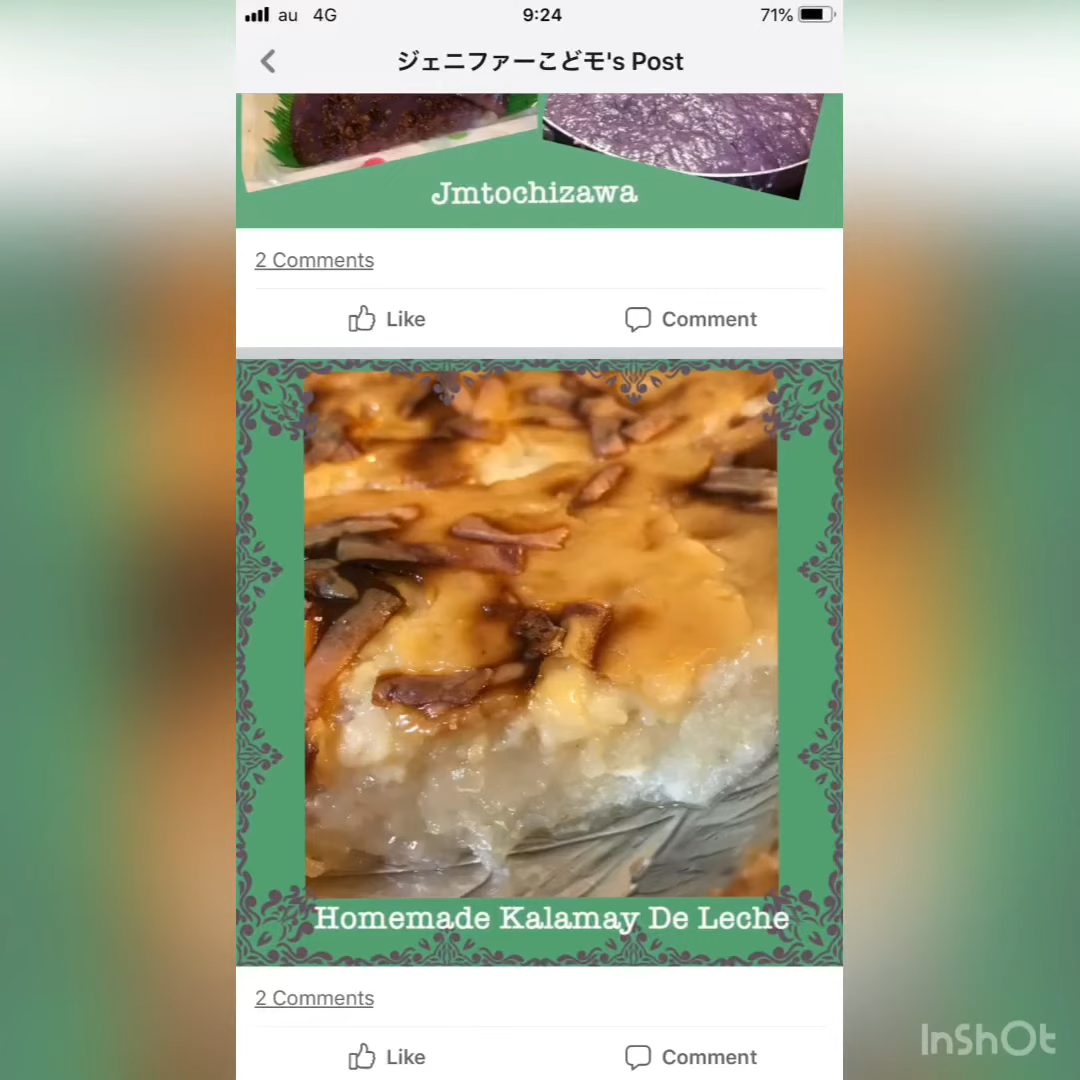 au 4G 9:24 71%
ジェニファーこどモ's Post
Jmtochizawa
2 Comments
Like Comment
Homemade Kalamay De Leche
2 Comments
Like Comment
InShOt